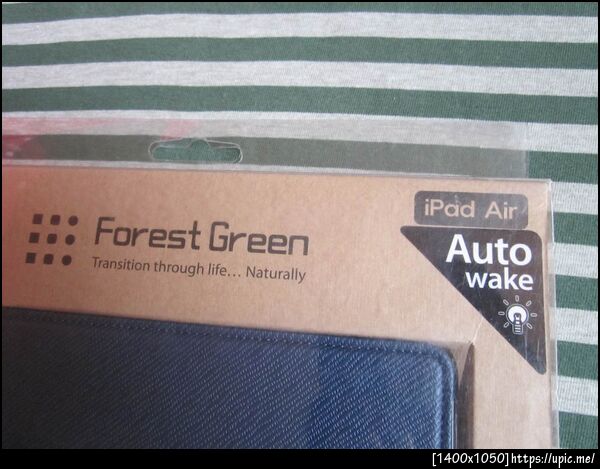 iPad Air
Forest Green
Transition through life... Naturally
Auto
wake
[1400x1050]https://upic.me/